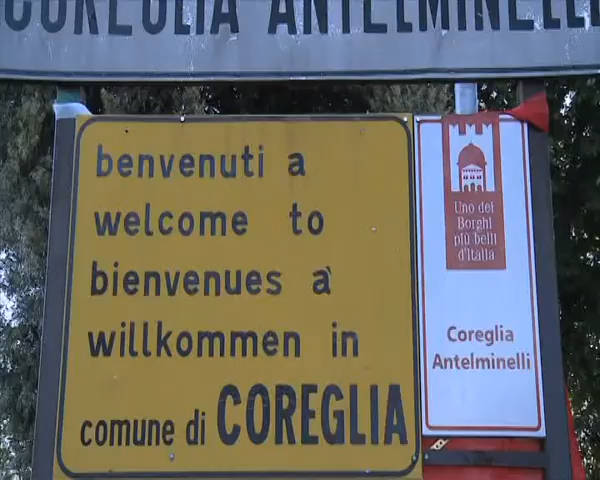 COREGLIA ANTELMINELLI
benvenuti a
welcome to
bienvenues à
willkommen in
comune di COREGLIA
Uno dei
Borghi
più belli
d'Italia
Coreglia
Antelminelli